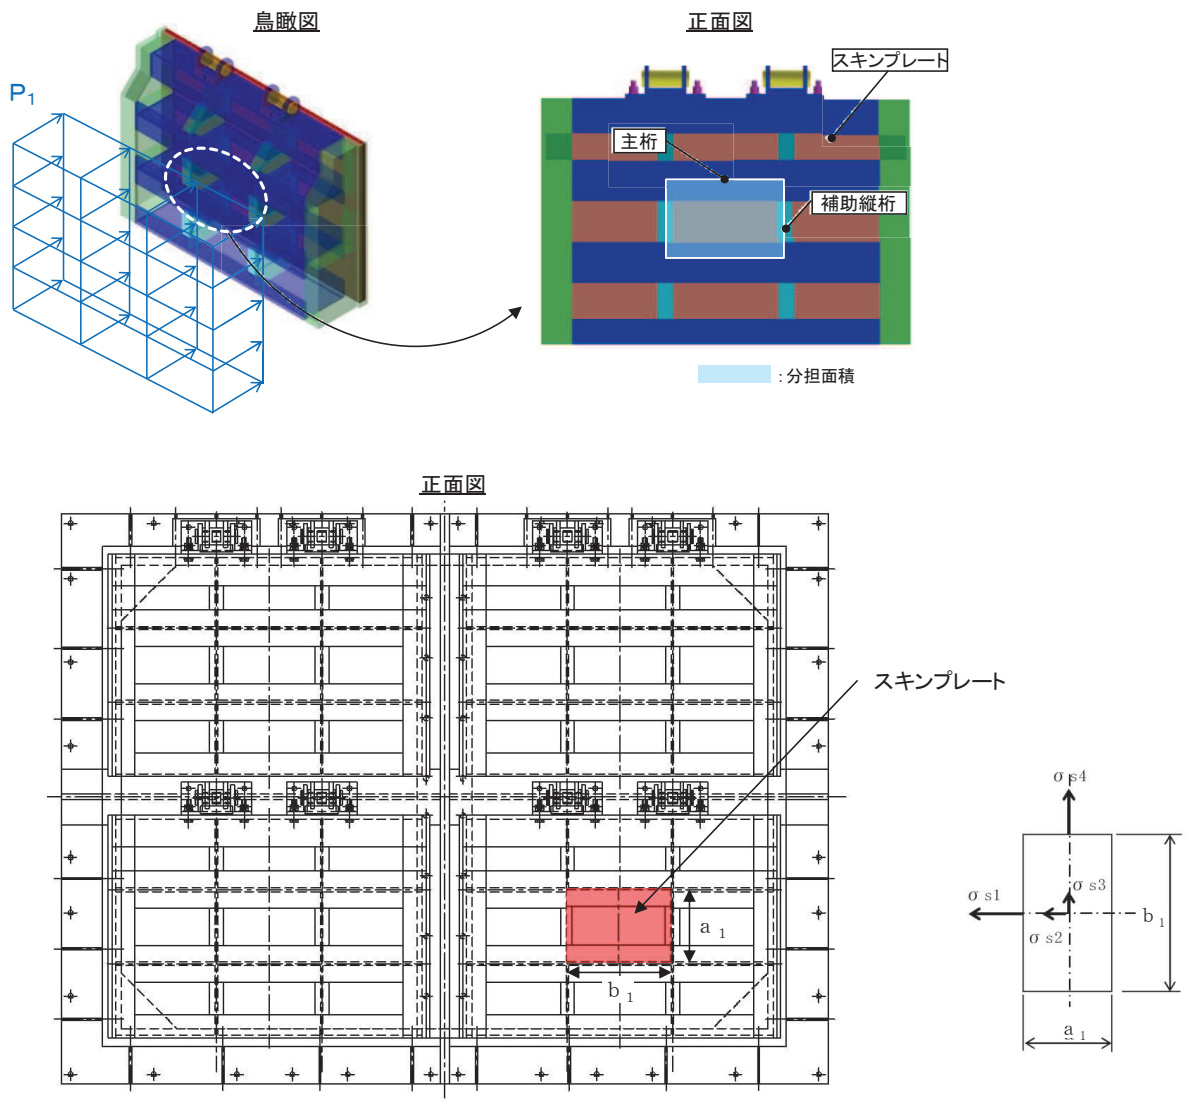 鳥瞰図
正面図
P1
スキンプレート
主桁
補助縦桁
:分担面積
正面図
スキンプレート
a 1
b 1
σ s4
σ s3
σ s1
σ s2
b 1
a 1